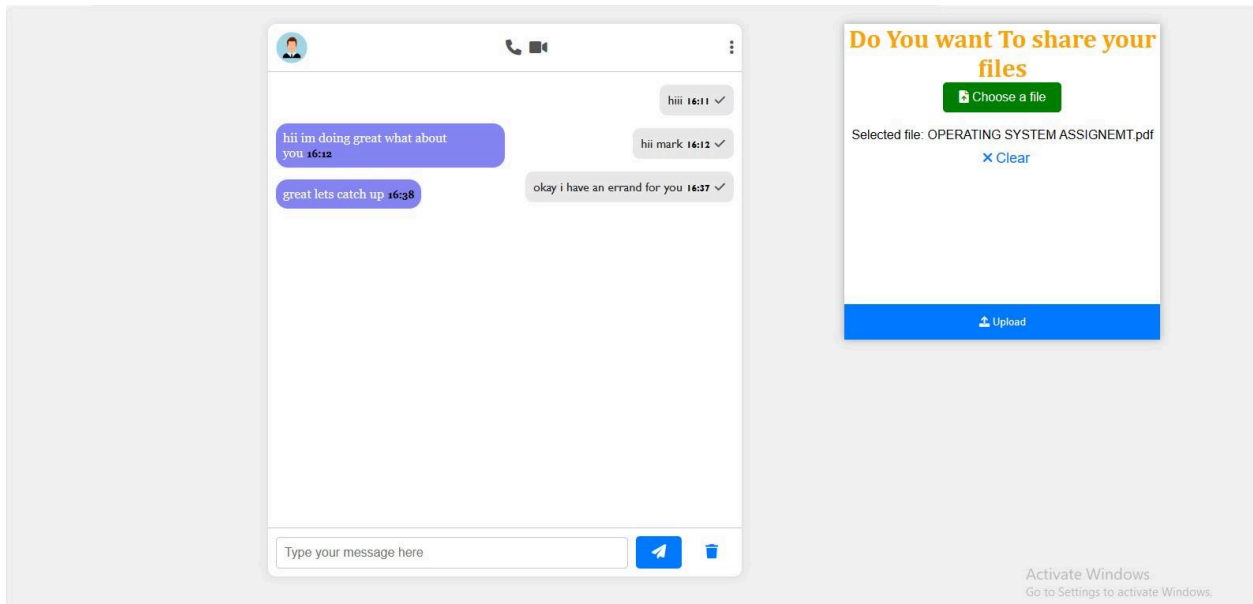 hiii 16:11
hii im doing great what about
you 16:12
hii mark 16:12
okay i have an errand for you 16:37
great lets catch up 16:38
Type your message here
Do You want To share your
files
Choose a file
Selected file: OPERATING SYSTEM ASSIGNEMT.pdf
Clear
Upload
Activate Windows
Go to Settings to activate Windows.